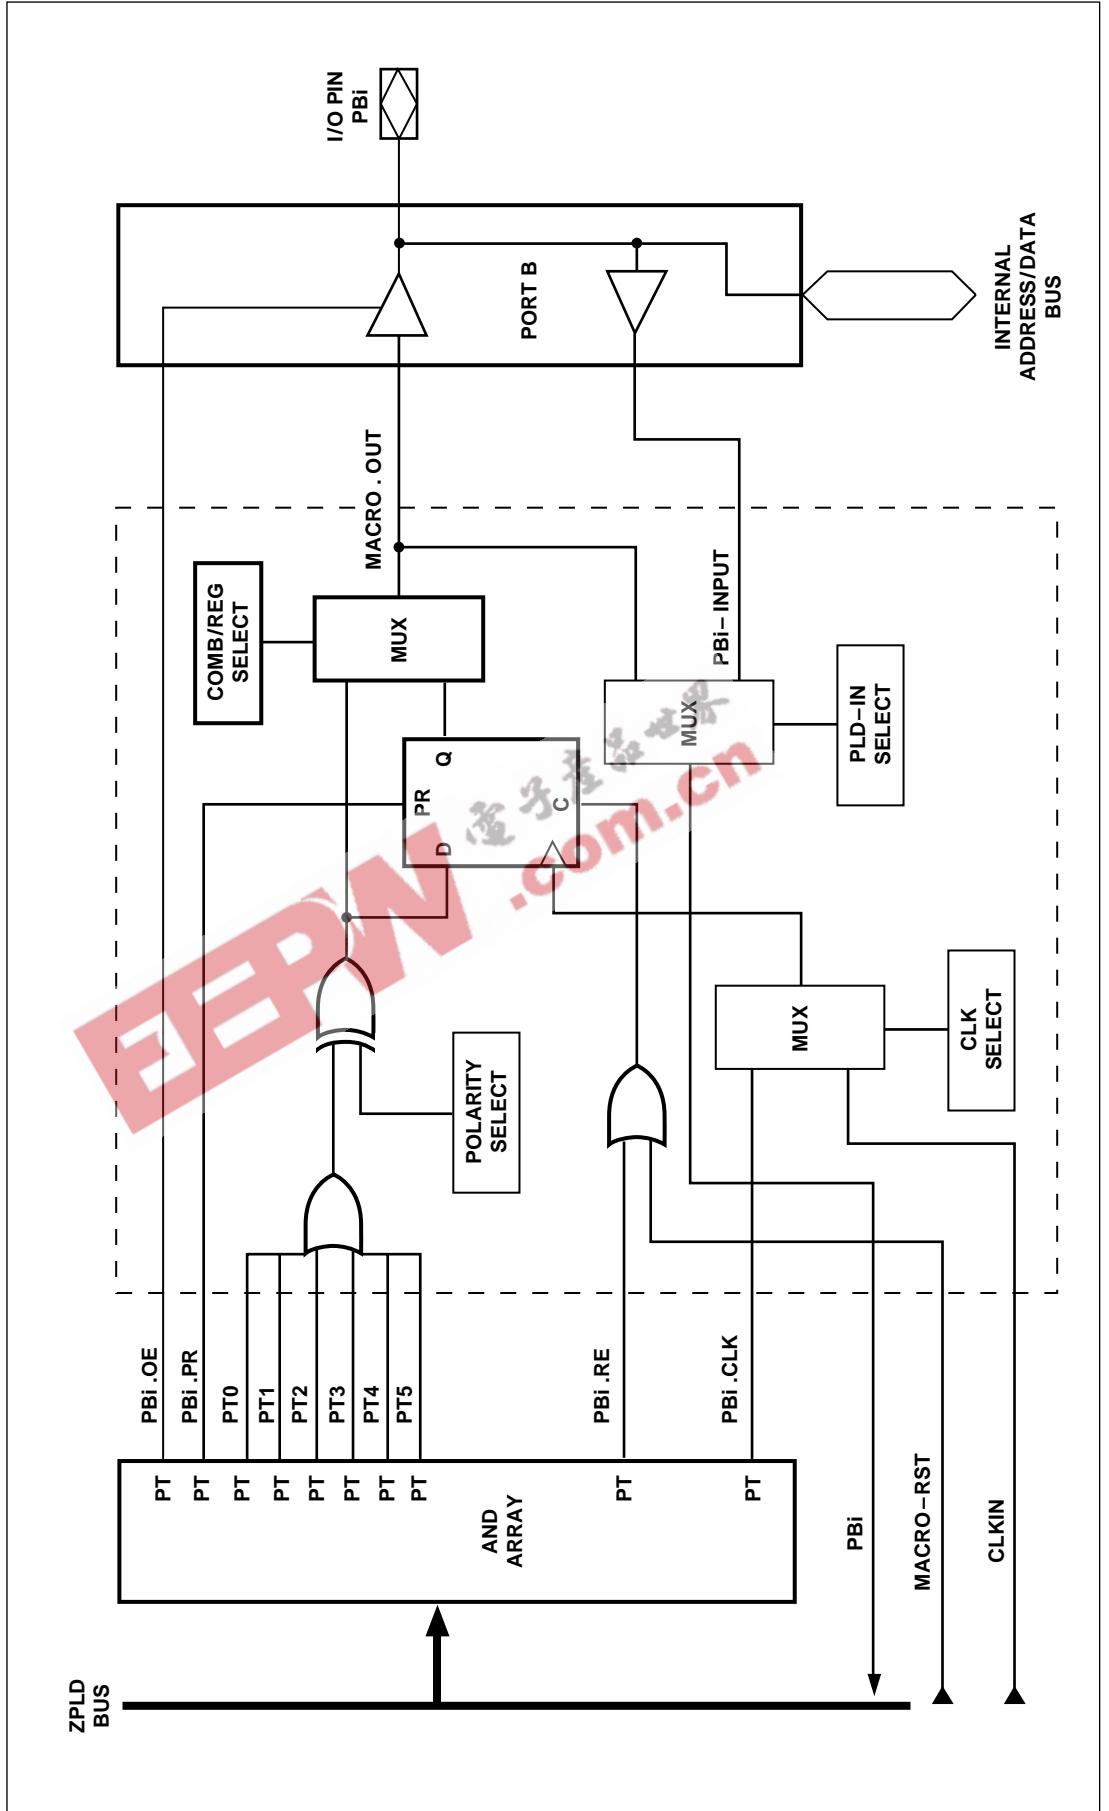 I/O PIN
PBi
PORT B
INTERNAL
ADDRESS/DATA
BUS
MACRO . OUT
COMB/REG
SELECT
MUX
PBi – INPUT
MUX
PLD–IN
SELECT
PR
D
Q
C
電子產品世界
EEPW
.com.cn
POLARITY
SELECT
MUX
CLK
SELECT
PBi .OE
PBi .PR
PT0
PT1
PT2
PT3
PT4
PT5
PBi .RE
PBi .CLK
PT
PT
PT
PT
PT
PT
PT
PT
PT
PT
AND
ARRAY
PBi
MACRO–RST
CLKIN
ZPLD
BUS